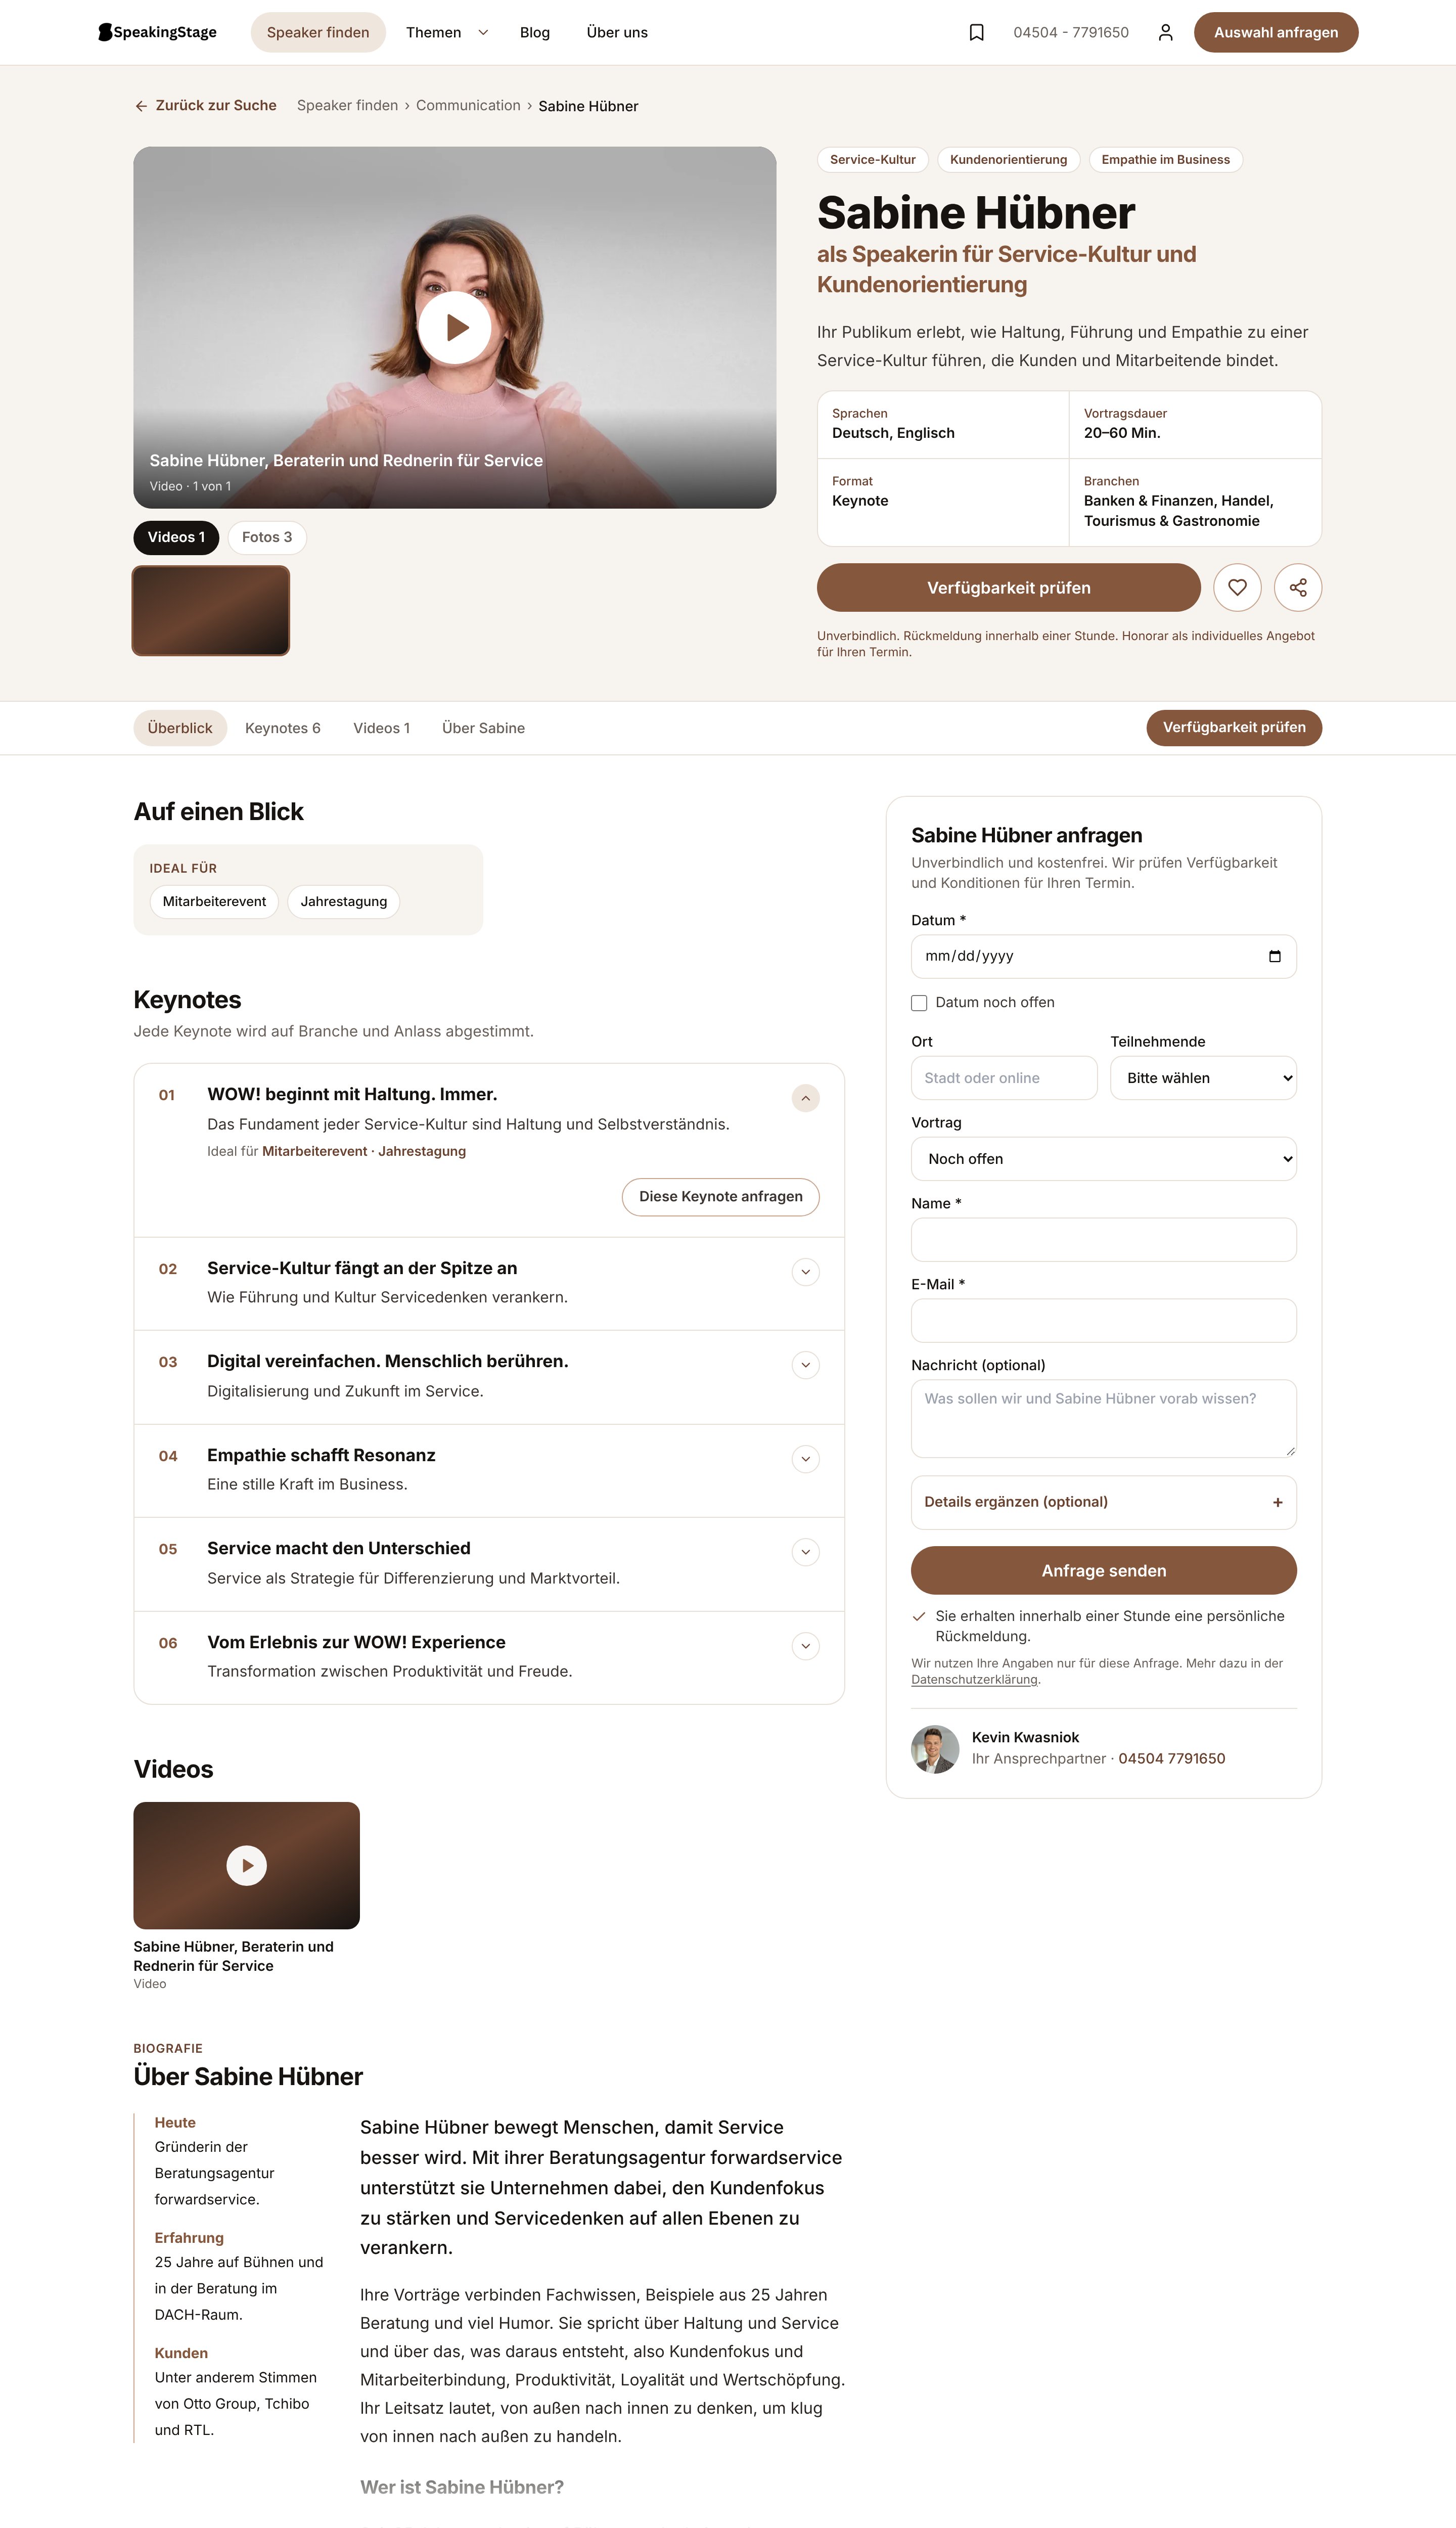 SpeakingStage
Speaker finden
Themen
Blog
Über uns
04504 - 7791650
Auswahl anfragen
Zurück zur Suche
Speaker finden › Communication › Sabine Hübner
Sabine Hübner, Beraterin und Rednerin für Service
Video · 1 von 1
Videos 1
Fotos 3
Service-Kultur
Kundenorientierung
Empathie im Business
Sabine Hübner
als Speakerin für Service-Kultur und
Kundenorientierung
Ihr Publikum erlebt, wie Haltung, Führung und Empathie zu einer
Service-Kultur führen, die Kunden und Mitarbeitende bindet.
Sprachen
Deutsch, Englisch
Vortragsdauer
20–60 Min.
Format
Keynote
Branchen
Banken & Finanzen, Handel,
Tourismus & Gastronomie
Verfügbarkeit prüfen
Unverbindlich. Rückmeldung innerhalb einer Stunde. Honorar als individuelles Angebot
für Ihren Termin.
Überblick
Keynotes 6
Videos 1
Über Sabine
Verfügbarkeit prüfen
Auf einen Blick
IDEAL FÜR
Mitarbeiterevent
Jahrestagung
Keynotes
Jede Keynote wird auf Branche und Anlass abgestimmt.
01
WOW! beginnt mit Haltung. Immer.
Das Fundament jeder Service-Kultur sind Haltung und Selbstverständnis.
Ideal für Mitarbeiterevent · Jahrestagung
Diese Keynote anfragen
02
Service-Kultur fängt an der Spitze an
Wie Führung und Kultur Servicedenken verankern.
03
Digital vereinfachen. Menschlich berühren.
Digitalisierung und Zukunft im Service.
04
Empathie schafft Resonanz
Eine stille Kraft im Business.
05
Service macht den Unterschied
Service als Strategie für Differenzierung und Marktvorteil.
06
Vom Erlebnis zur WOW! Experience
Transformation zwischen Produktivität und Freude.
Sabine Hübner anfragen
Unverbindlich und kostenfrei. Wir prüfen Verfügbarkeit
und Konditionen für Ihren Termin.
Datum *
mm/dd/yyyy
Datum noch offen
Ort
Teilnehmende
Stadt oder online
Bitte wählen
Vortrag
Noch offen
Name *
E-Mail *
Nachricht (optional)
Was sollen wir und Sabine Hübner vorab wissen?
Details ergänzen (optional)
+
Anfrage senden
Sie erhalten innerhalb einer Stunde eine persönliche
Rückmeldung.
Wir nutzen Ihre Angaben nur für diese Anfrage. Mehr dazu in der
Datenschutzerklärung.
Kevin Kwasniok
Ihr Ansprechpartner · 04504 7791650
Videos
Sabine Hübner, Beraterin und
Rednerin für Service
Video
BIOGRAFIE
Über Sabine Hübner
Heute
Gründerin der
Beratungsagentur
forwardservice.
Erfahrung
25 Jahre auf Bühnen und
in der Beratung im
DACH-Raum.
Kunden
Unter anderem Stimmen
von Otto Group, Tchibo
und RTL.
Sabine Hübner bewegt Menschen, damit Service
besser wird. Mit ihrer Beratungsagentur forwardservice
unterstützt sie Unternehmen dabei, den Kundenfokus
zu stärken und Servicedenken auf allen Ebenen zu
verankern.
Ihre Vorträge verbinden Fachwissen, Beispiele aus 25 Jahren
Beratung und viel Humor. Sie spricht über Haltung und Service
und über das, was daraus entsteht, also Kundenfokus und
Mitarbeiterbindung, Produktivität, Loyalität und Wertschöpfung.
Ihr Leitsatz lautet, von außen nach innen zu denken, um klug
von innen nach außen zu handeln.
Wer ist Sabine Hübner?